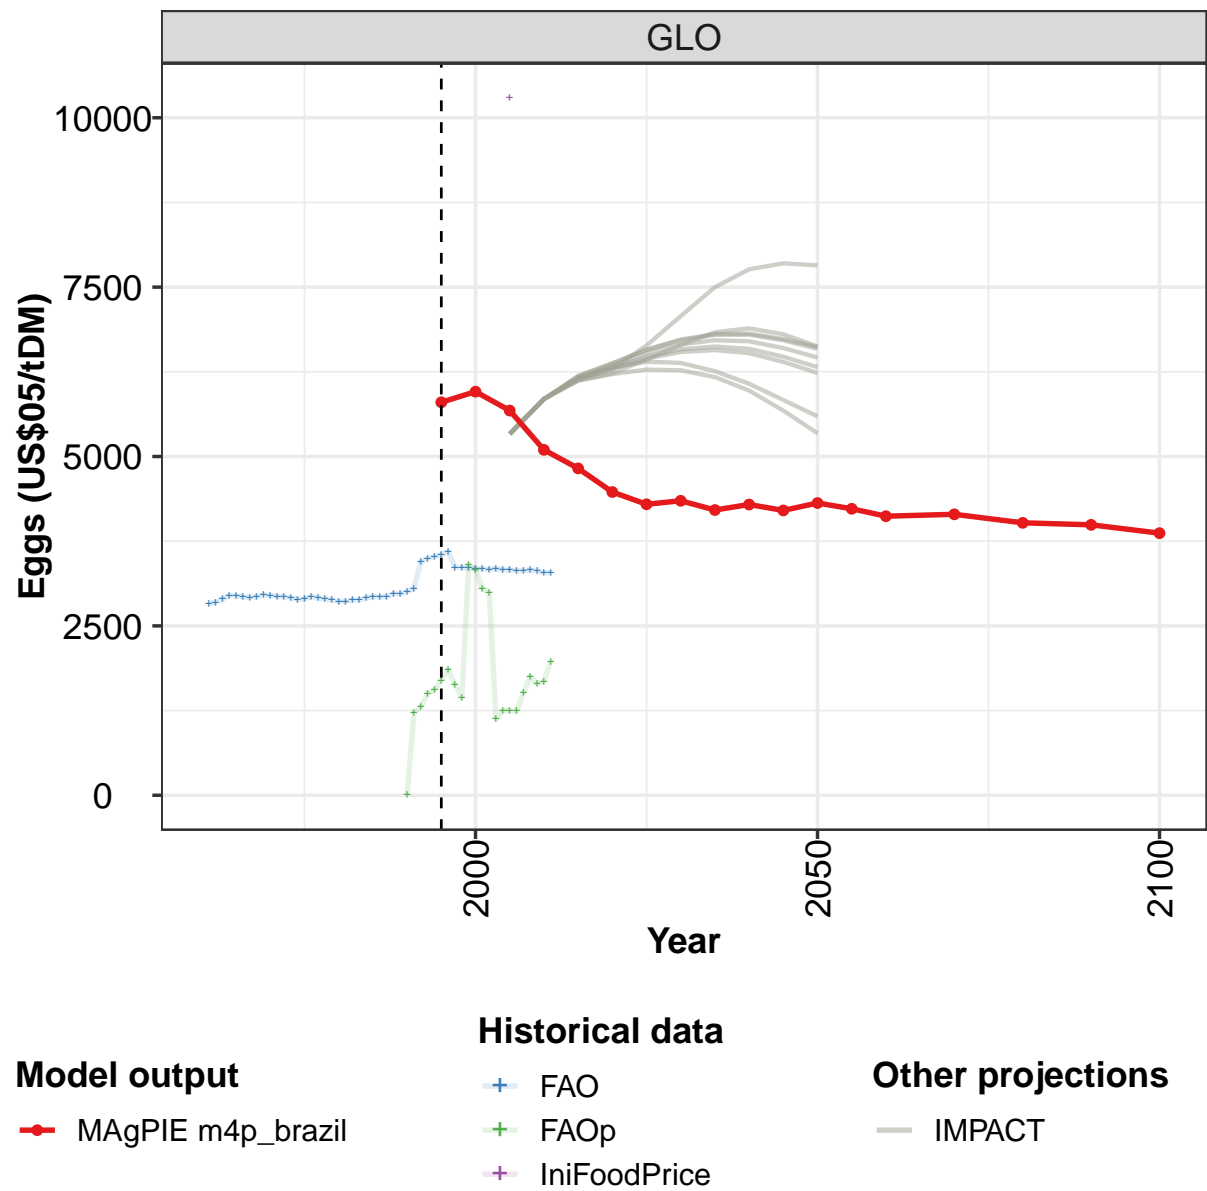 GLO
10000
7500
5000
2500
0
Eggs (US$05/tDM)
2000
2050
2100
Year
Historical data
Model output
Other projections
FAO
MAgPIE m4p_brazil
FAOp
IMPACT
IniFoodPrice